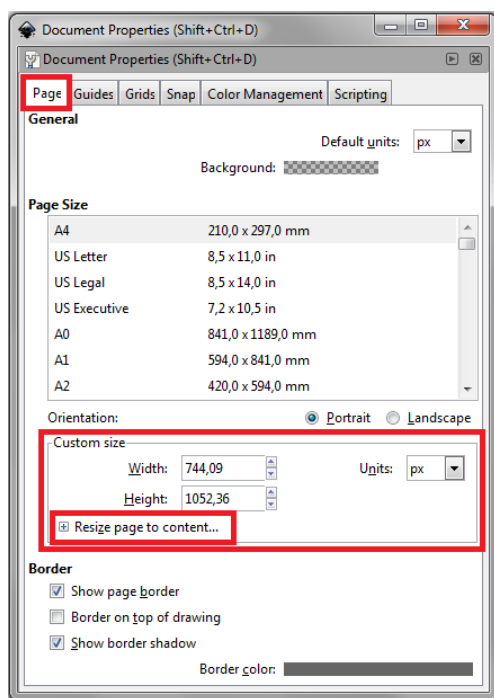 Document Properties (Shift+Ctrl+D)
Document Properties (Shift+Ctrl+D)
Page Guides Grids Snap Color Management Scripting
General
Default units: px
Background:
Page Size
A4 210,0 x 297,0 mm
US Letter 8,5 x 11,0 in
US Legal 8,5 x 14,0 in
US Executive 7,2 x 10,5 in
A0 841,0 x 1189,0 mm
A1 594,0 x 841,0 mm
A2 420,0 x 594,0 mm
Orientation: Portrait Landscape
Custom size
Width: 744,09 Units: px
Height: 1052,36
Resize page to content...
Border
Show page border
Border on top of drawing
Show border shadow
Border color: